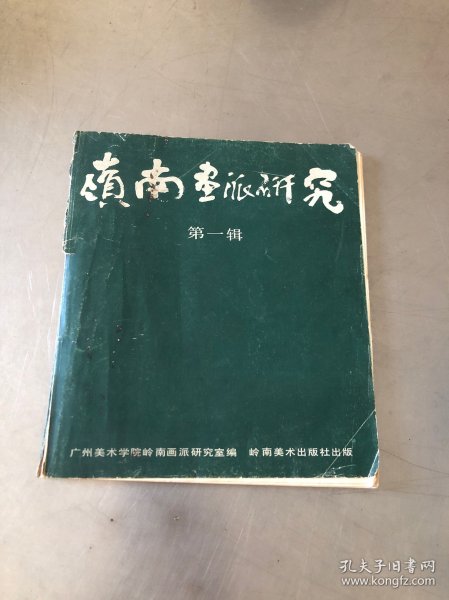 嶺南画派研究
第一辑
广州美术学院岭南画派研究室编 岭南美术出版社出版
孔夫子旧书网
www.kongfz.com